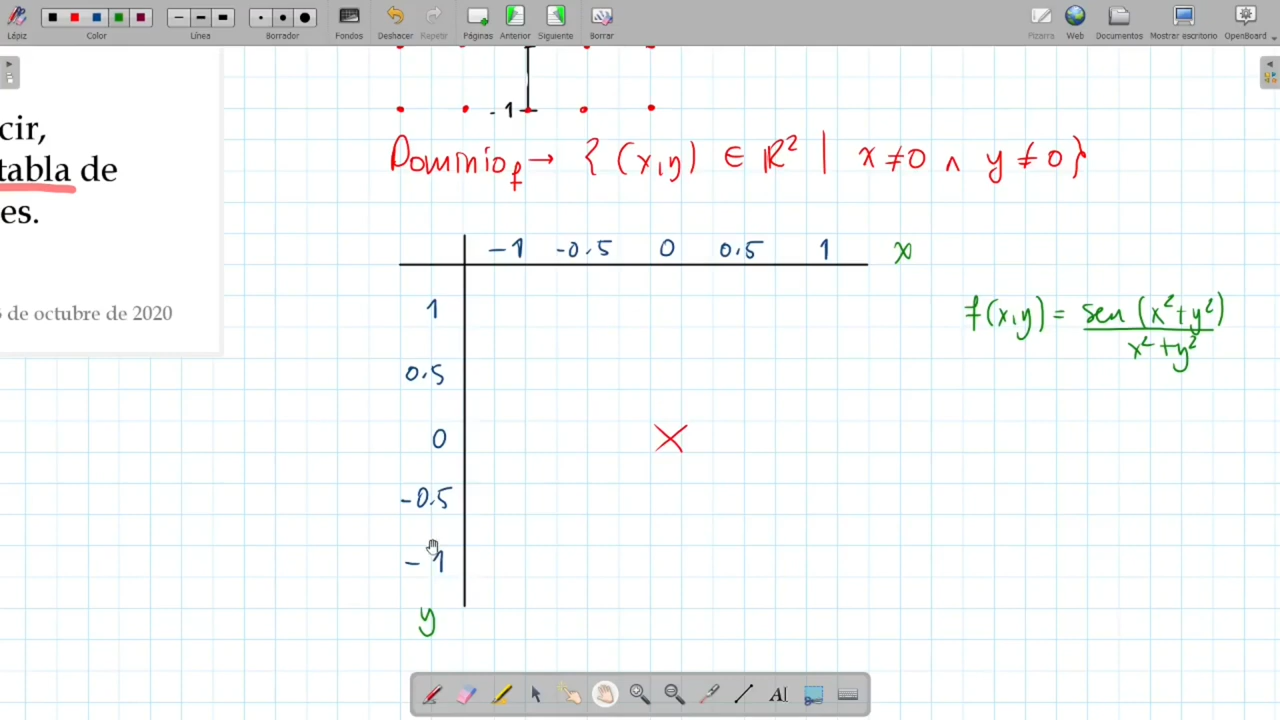 Lápiz Color Línea Borrador Fondos Deshacer Repetir Páginas Anterior Siguiente Borrar Pizarra Web Documentos Mostrar escritorio OpenBoard
cir,
tabla de
es.
de octubre de 2020
-1
Dominio f → { (x,y) ∈ ℝ² | x ≠ 0 ∧ y ≠ 0 }
-1 -0.5 0 0.5 1 x
1
0.5
0
-0.5
-1
y
f(x,y) = sen (x²+y²)
x²+y²
AI